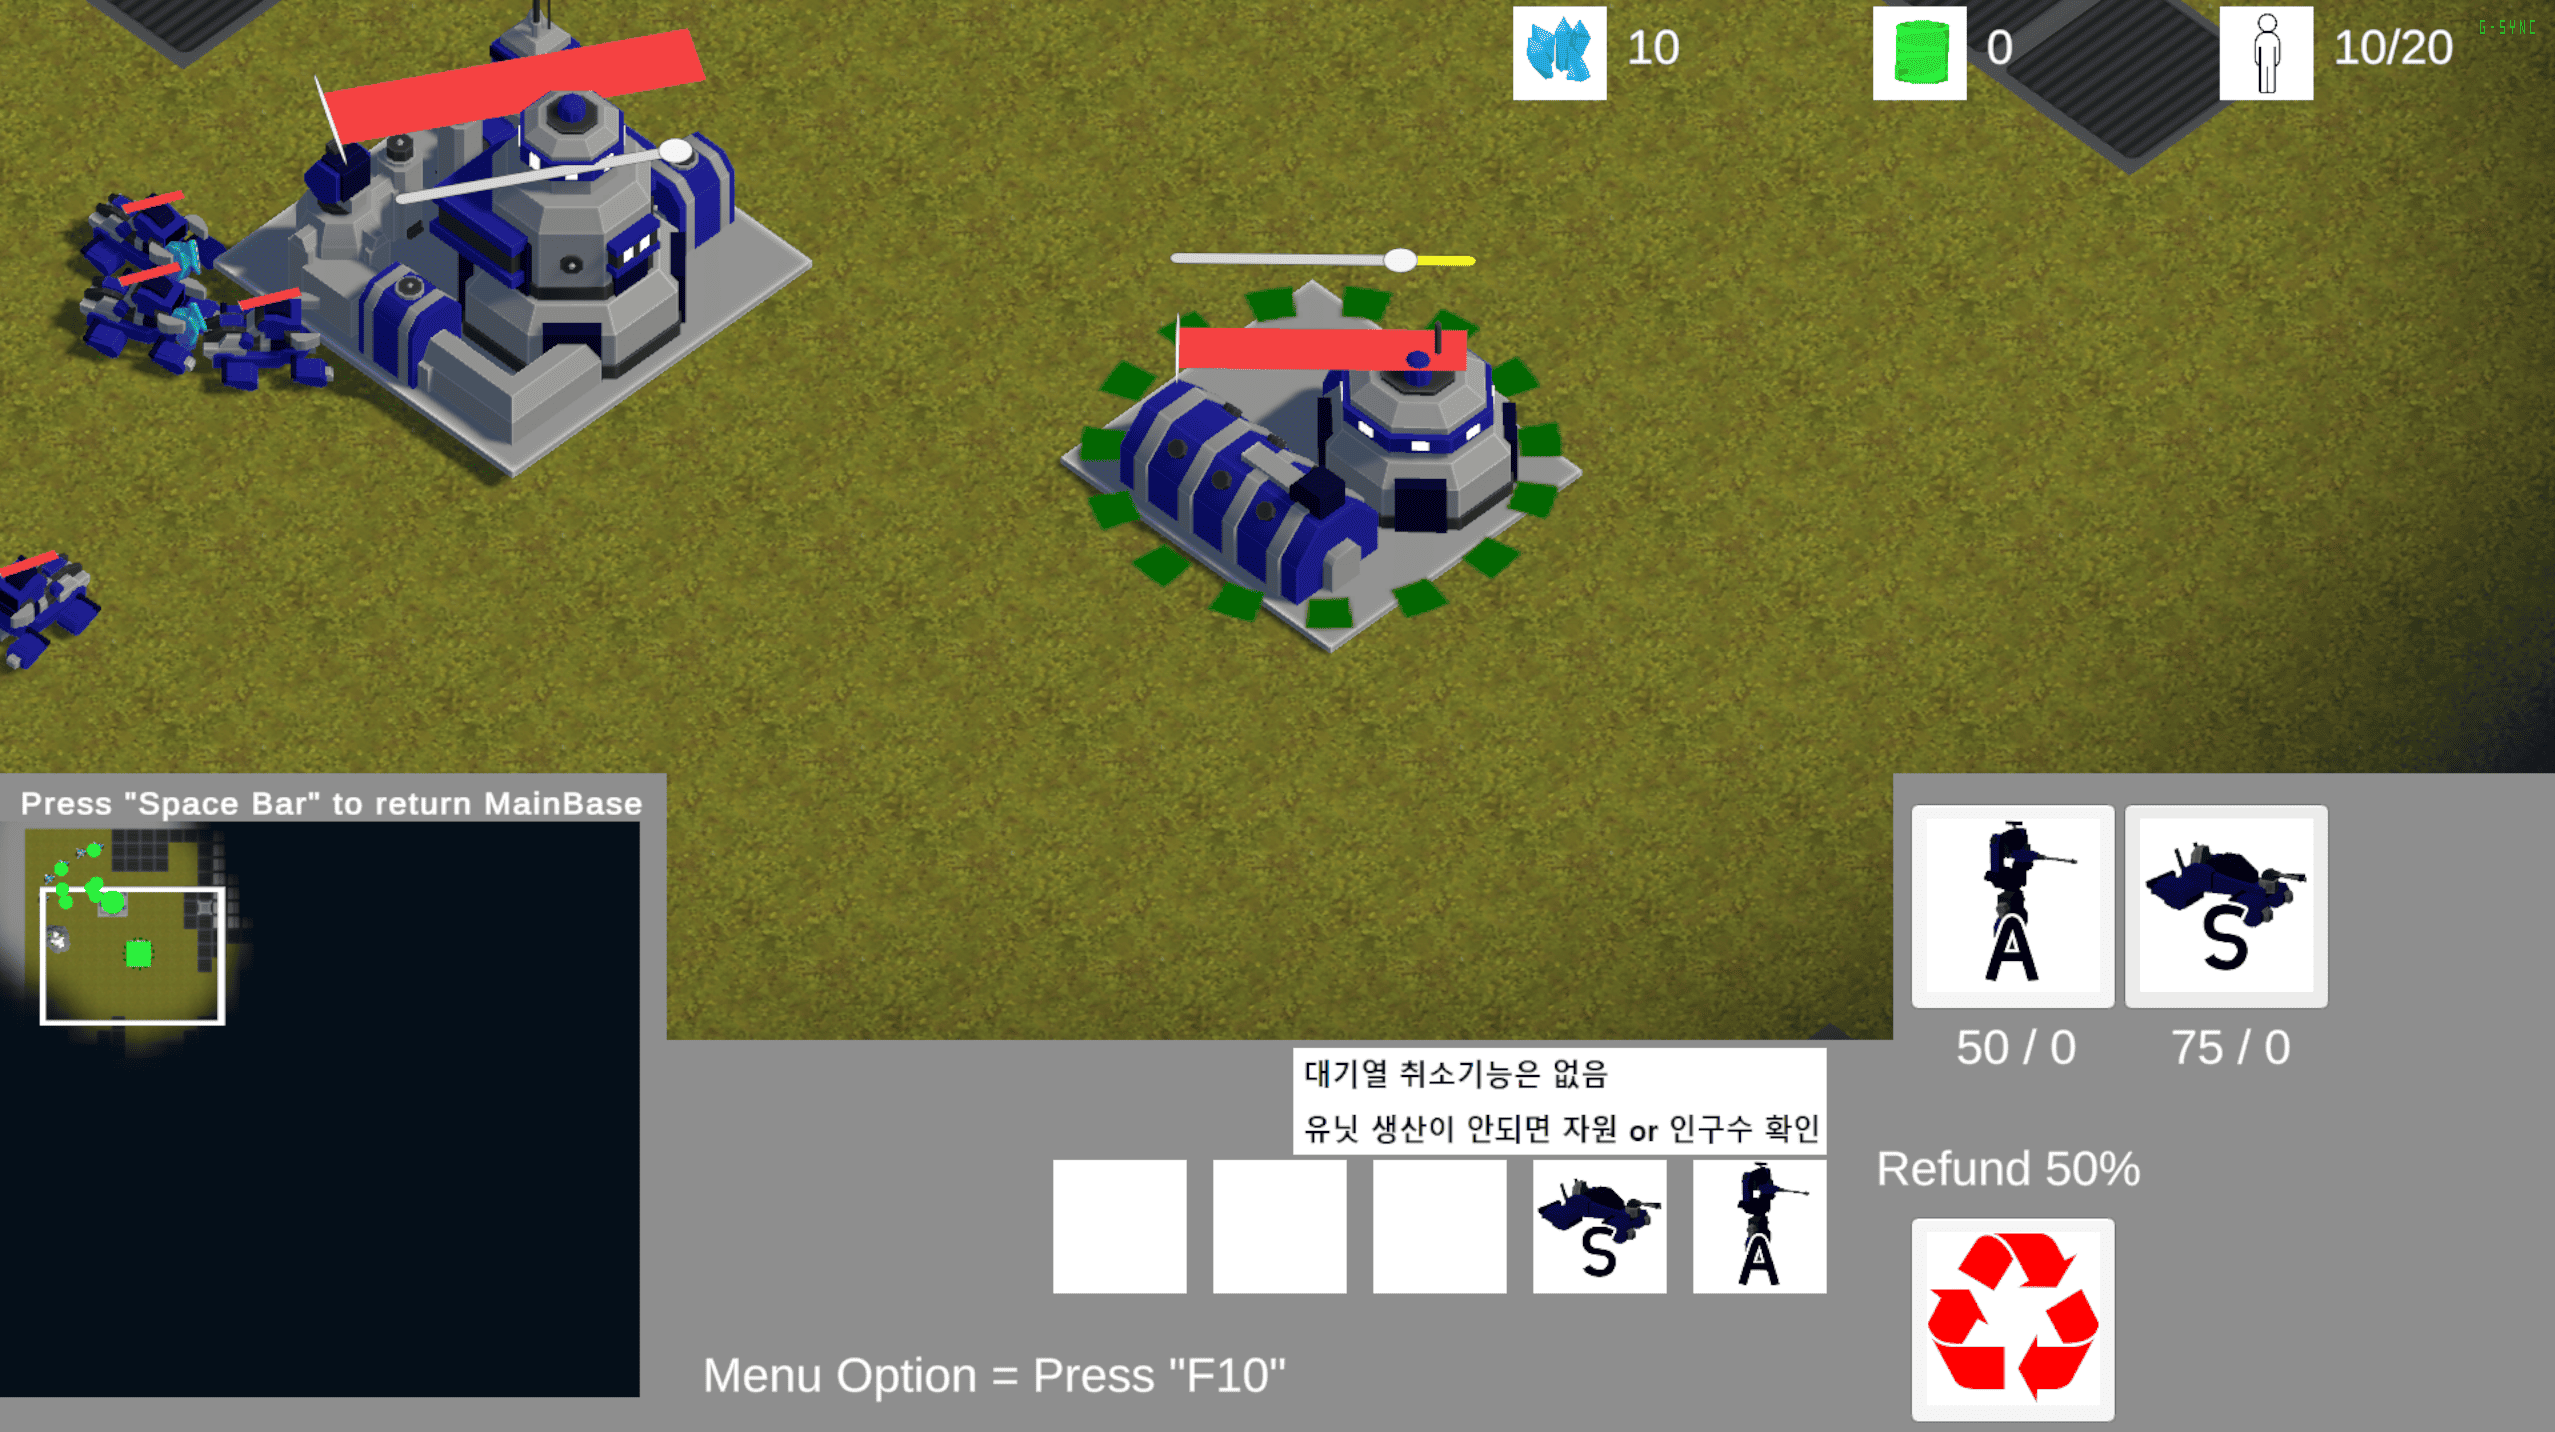 10
0
10/20
G-SYNC
Press "Space Bar" to return MainBase
A
S
50 / 0
75 / 0
대기열 취소기능은 없음
유닛 생산이 안되면 자원 or 인구수 확인
Refund 50%
S
A
Menu Option = Press "F10"